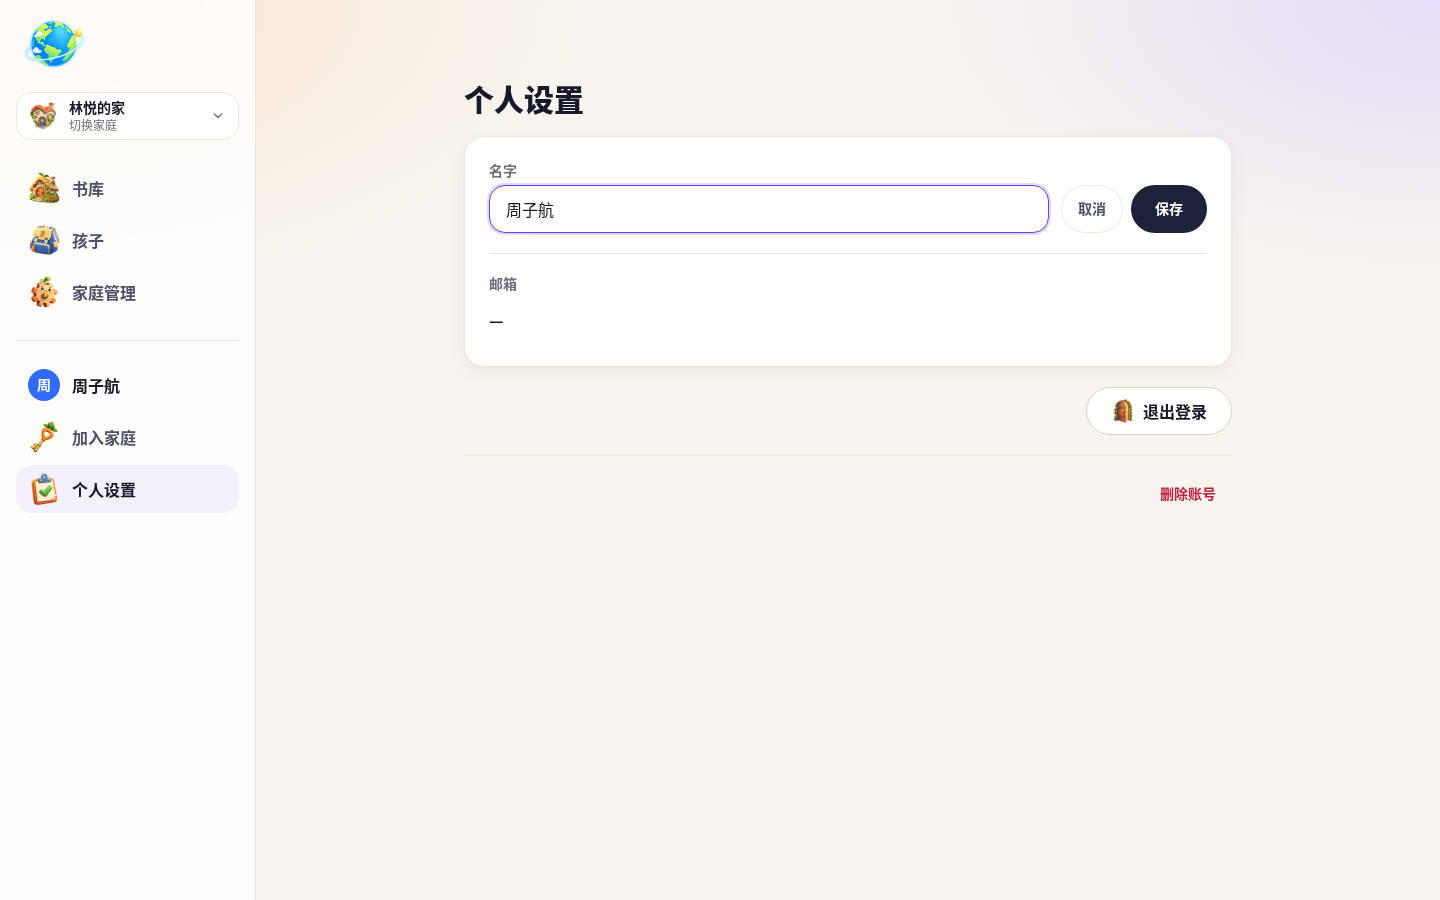 林悦的家
切换家庭
书库
孩子
家庭管理
周 周子航
加入家庭
个人设置
个人设置
名字
周子航
取消
保存
邮箱
—
退出登录
删除账号